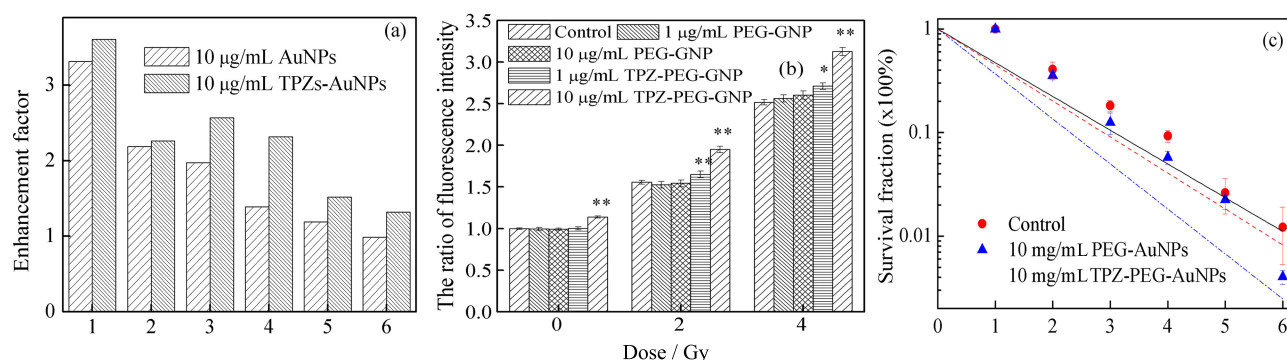 (a)
10 μg/mL AuNPs
10 μg/mL TPZs-AuNPs
Enhancement factor
3
2
1
0
1 2 3 4 5 6
(b)
Control 1 μg/mL PEG-GNP
10 μg/mL PEG-GNP
1 μg/mL TPZ-PEG-GNP
10 μg/mL TPZ-PEG-GNP
** ** ** * **
The ratio of fluorescence intensity
3.5
3.0
2.5
2.0
1.5
1.0
0.5
0.0
0 2 4
Dose / Gy
(c)
Survival fraction (x100%)
1
0.1
0.01
Control
10 mg/mL PEG-AuNPs
10 mg/mL TPZ-PEG-AuNPs
0 1 2 3 4 5 6